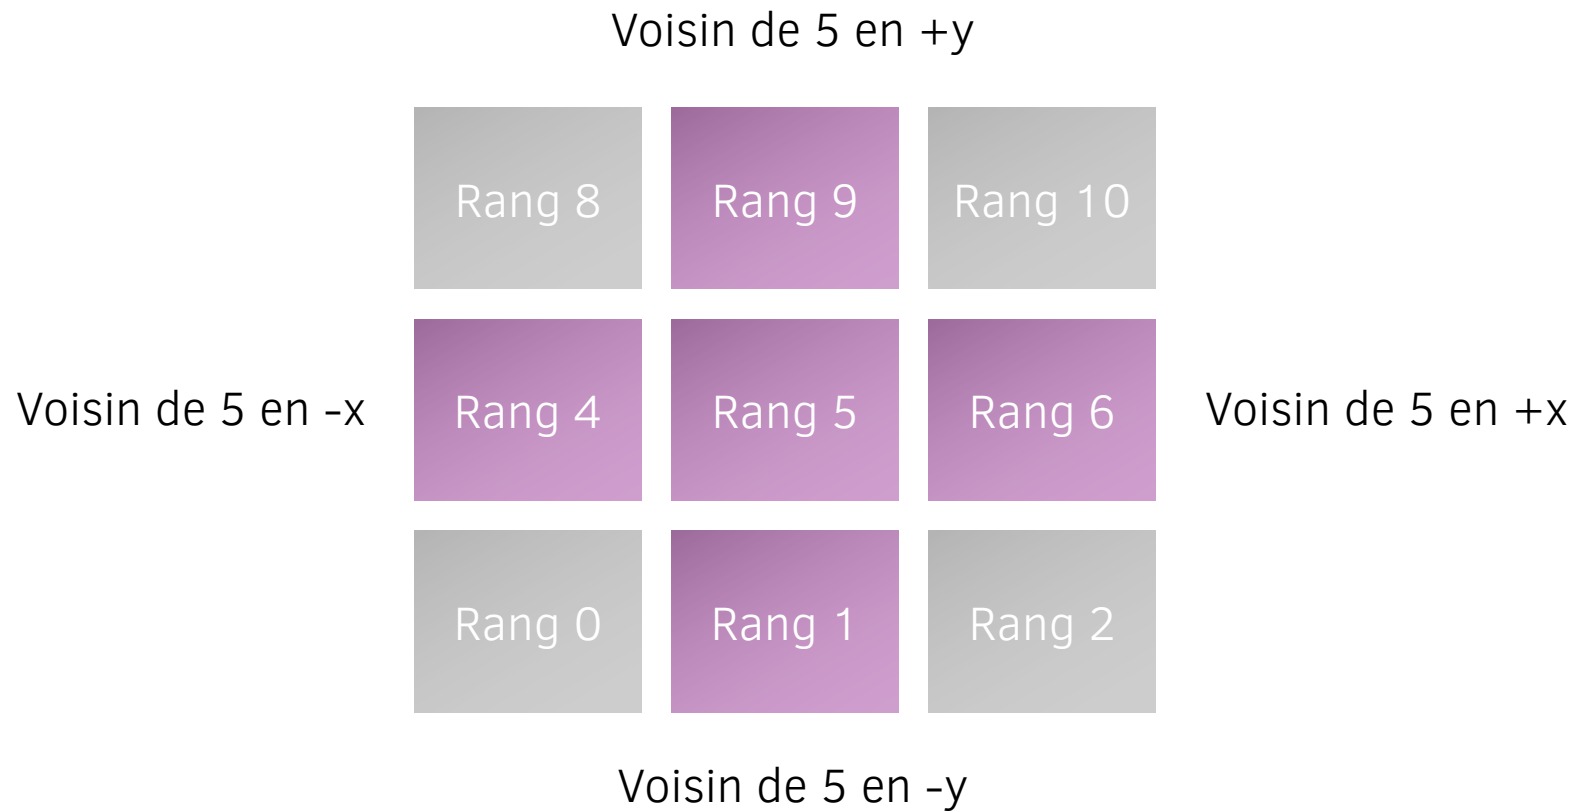 Voisin de 5 en +y
Rang 8 Rang 9 Rang 10
Voisin de 5 en -x Rang 4 Rang 5 Rang 6 Voisin de 5 en +x
Rang 0 Rang 1 Rang 2
Voisin de 5 en -y